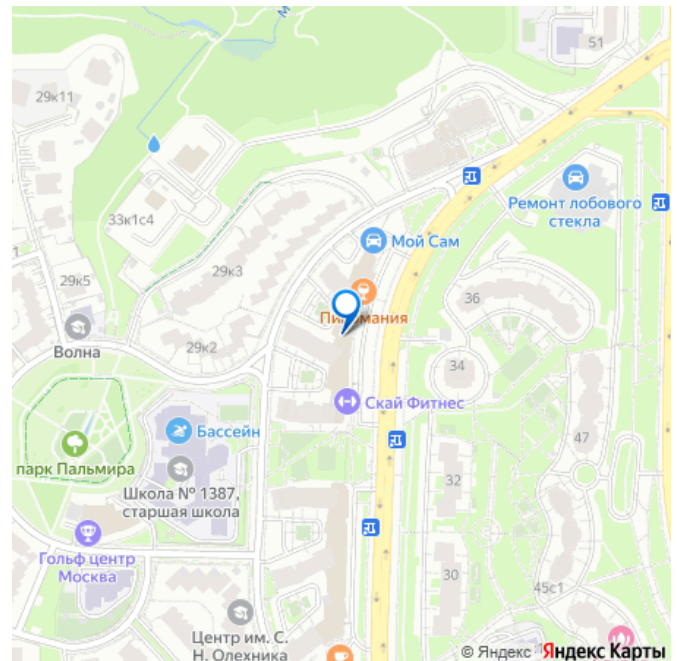 51
29к11
Ремонт лобового
стекла
33к1с4
Мой Сам
29к5
29к3
36
Волна
29к2
34
Скай Фитнес
Бассейн
47
парк Пальмира
Школа № 1387,
старшая школа
32
Гольф центр
Москва
30
45с1
Центр им. С.
Н. Олехника
© Яндекс Яндекс Карты